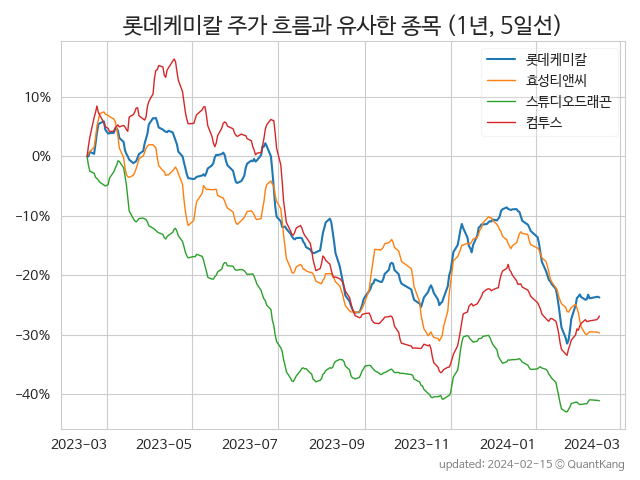 롯데케미칼 주가 흐름과 유사한 종목 (1년, 5일선)
롯데케미칼
효성티앤씨
스튜디오드래곤
컴투스
10%
0%
−10%
−20%
−30%
−40%
2023-03 2023-05 2023-07 2023-09 2023-11 2024-01 2024-03
updated: 2024-02-15 © QuantKang